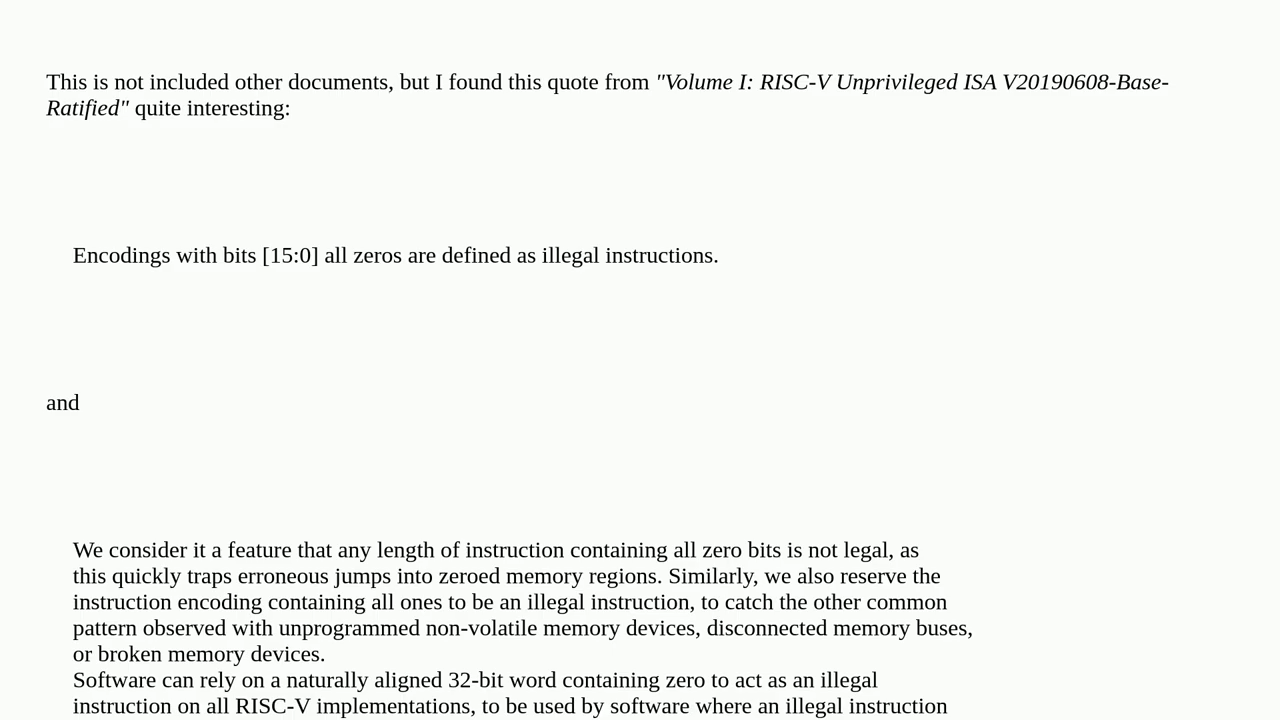 This is not included other documents, but I found this quote from "Volume I: RISC-V Unprivileged ISA V20190608-Base-
Ratified" quite interesting:
Encodings with bits [15:0] all zeros are defined as illegal instructions.
and
We consider it a feature that any length of instruction containing all zero bits is not legal, as
this quickly traps erroneous jumps into zeroed memory regions. Similarly, we also reserve the
instruction encoding containing all ones to be an illegal instruction, to catch the other common
pattern observed with unprogrammed non-volatile memory devices, disconnected memory buses,
or broken memory devices.
Software can rely on a naturally aligned 32-bit word containing zero to act as an illegal
instruction on all RISC-V implementations, to be used by software where an illegal instruction